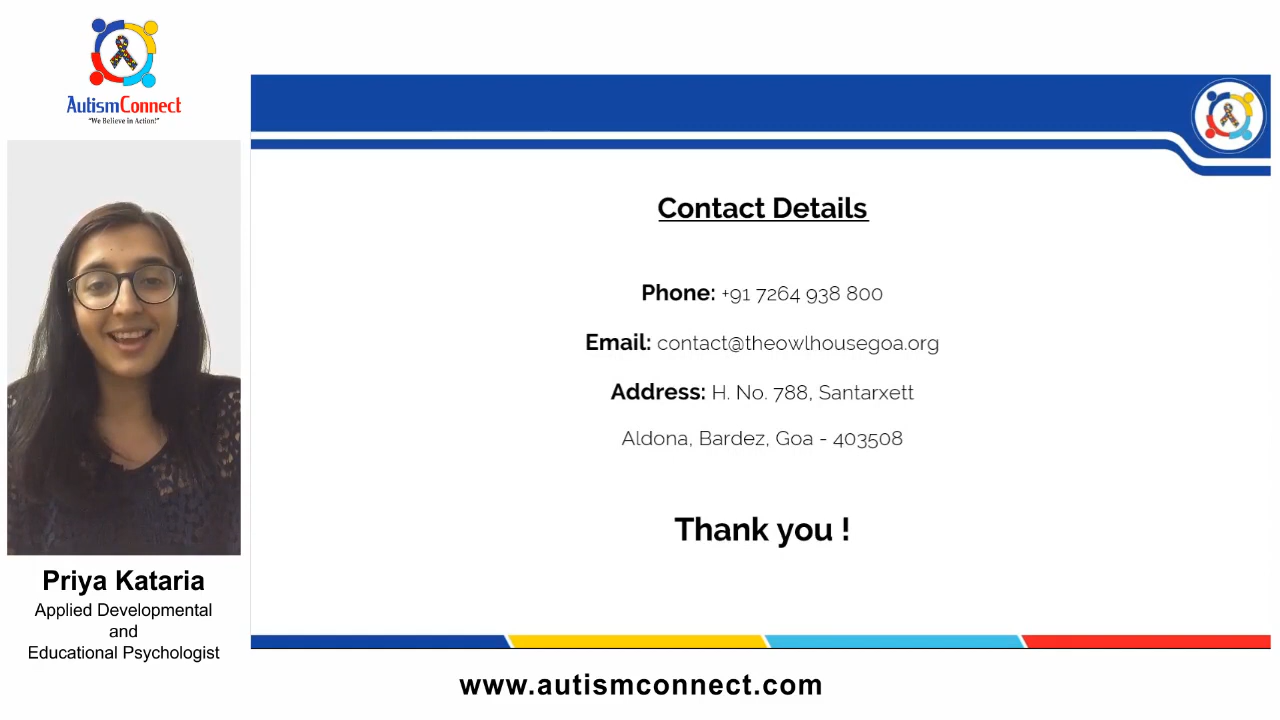 AutismConnect
"We Believe in Action!"
Contact Details
Phone: +91 7264 938 800
Email: contact@theowlhousegoa.org
Address: H. No. 788, Santarxett
Aldona, Bardez, Goa - 403508
Thank you !
Priya Kataria
Applied Developmental
and
Educational Psychologist
www.autismconnect.com